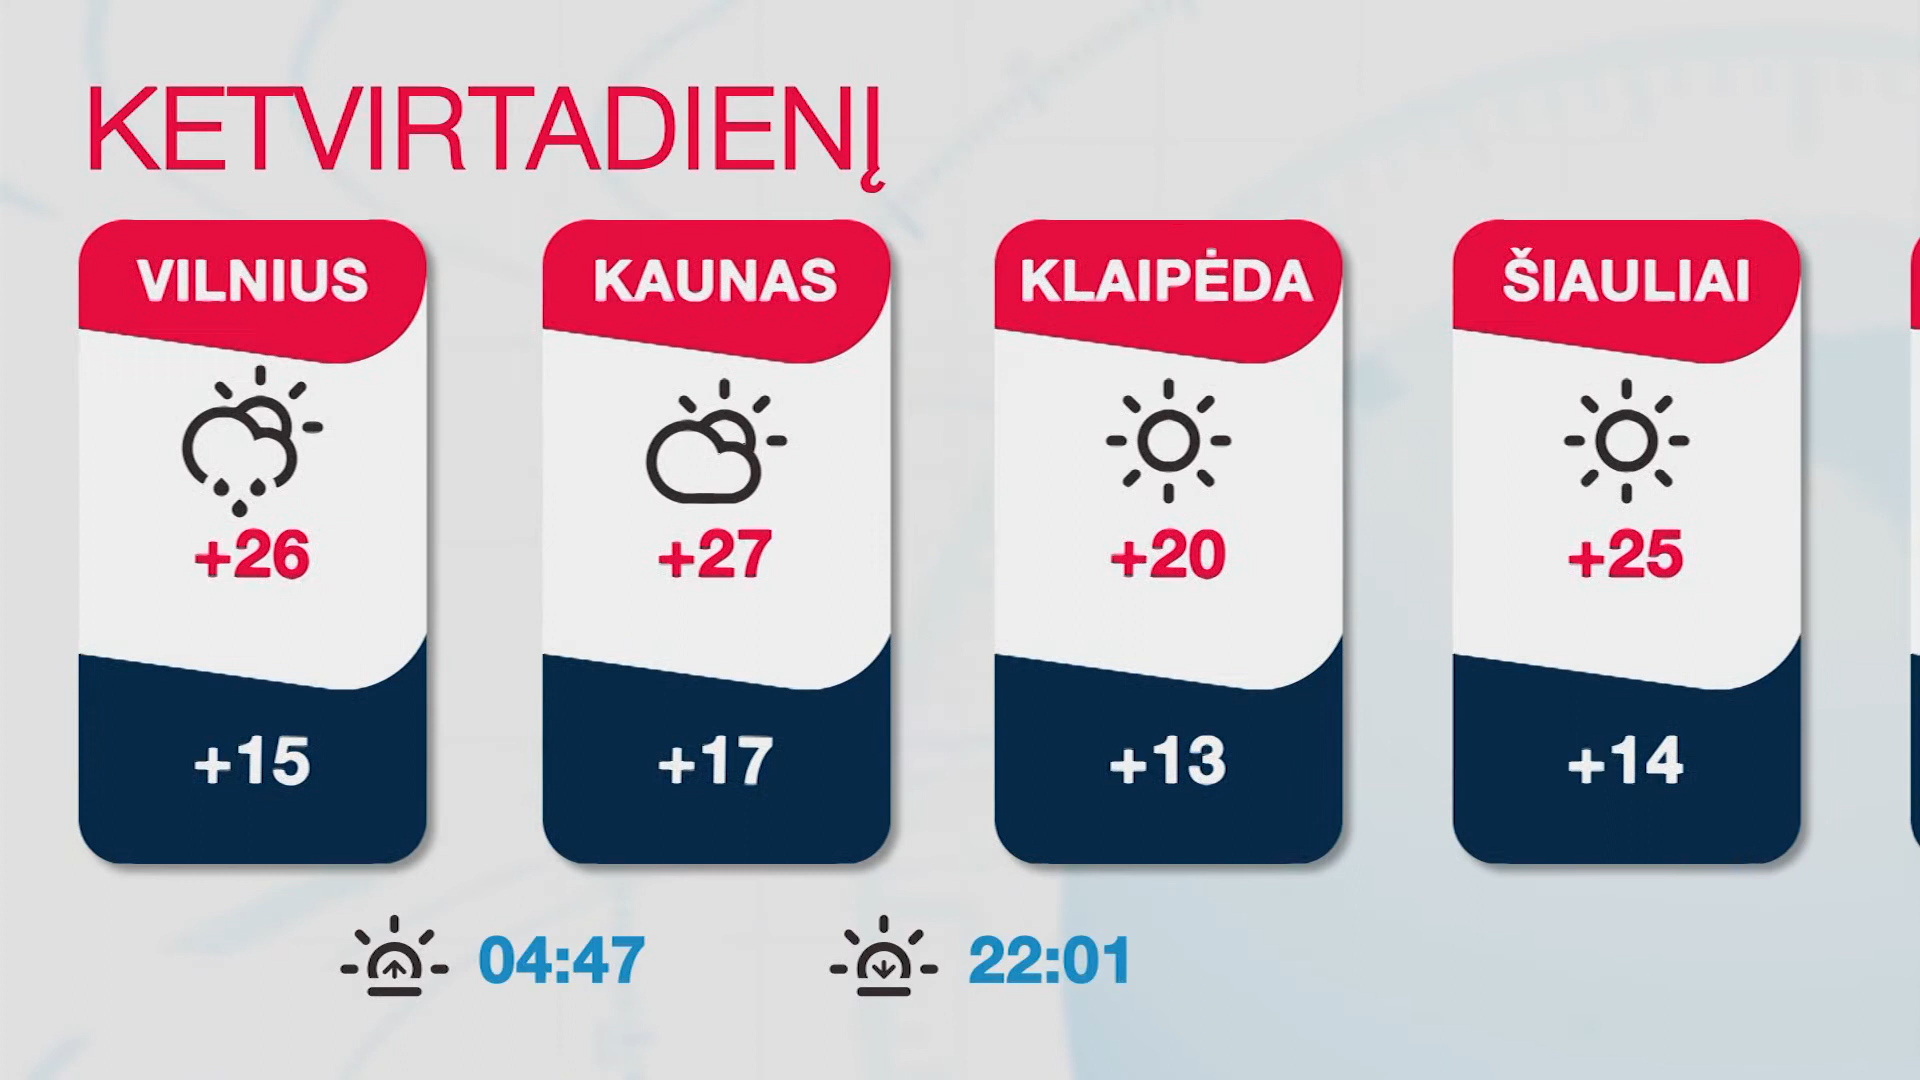 KETVIRTADIENĮ
VILNIUS
+26
+15
KAUNAS
+27
+17
KLAIPĖDA
+20
+13
ŠIAULIAI
+25
+14
04:47
22:01